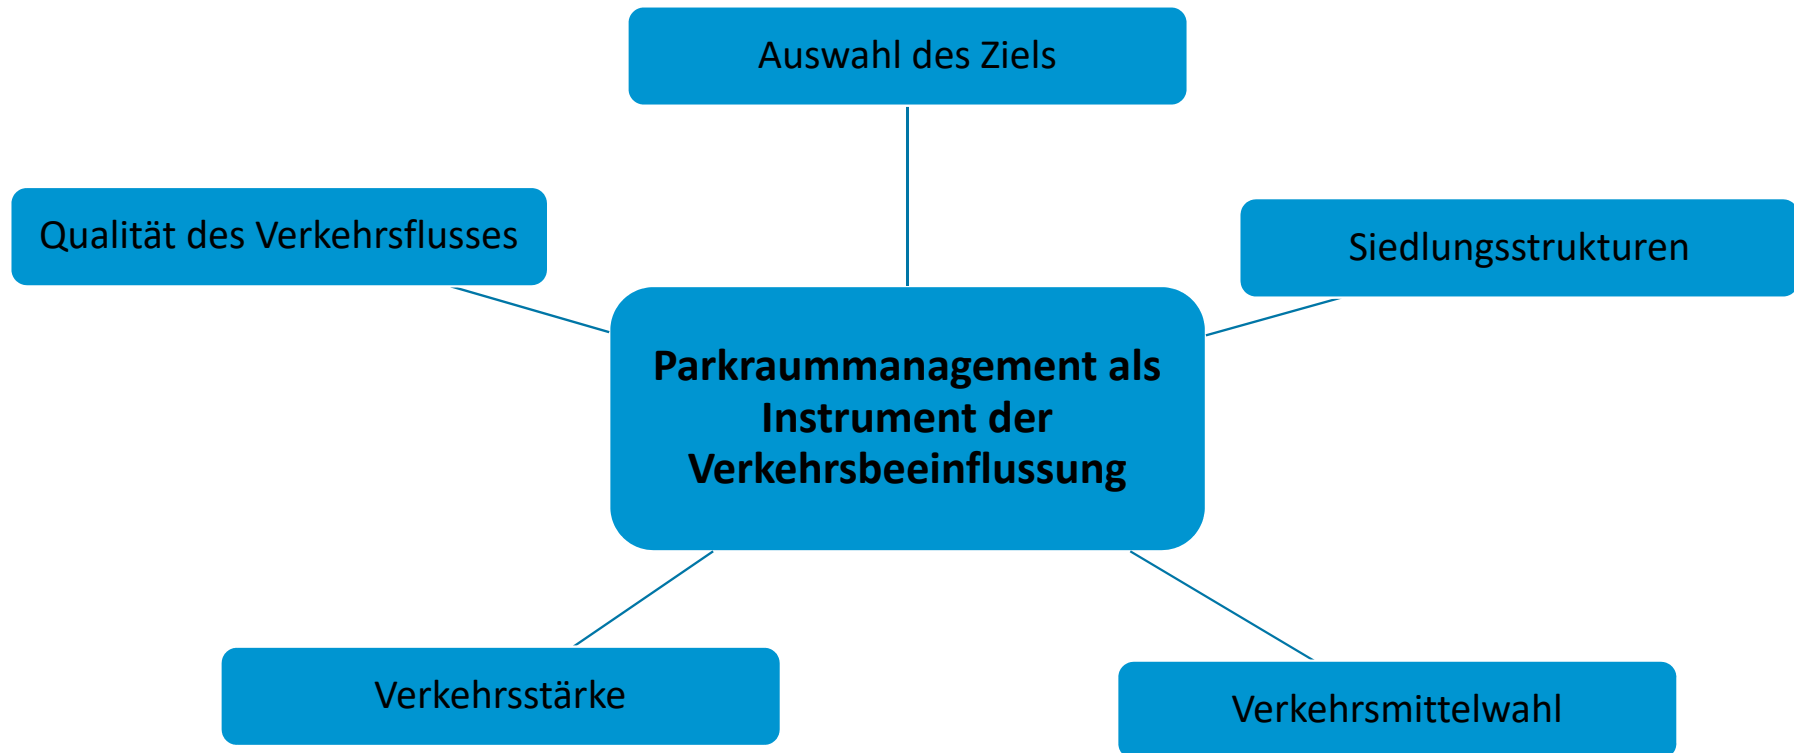 Auswahl des Ziels
Qualität des Verkehrsflusses
Siedlungsstrukturen
Parkraummanagement als
Instrument der
Verkehrsbeeinflussung
Verkehrsstärke
Verkehrsmittelwahl